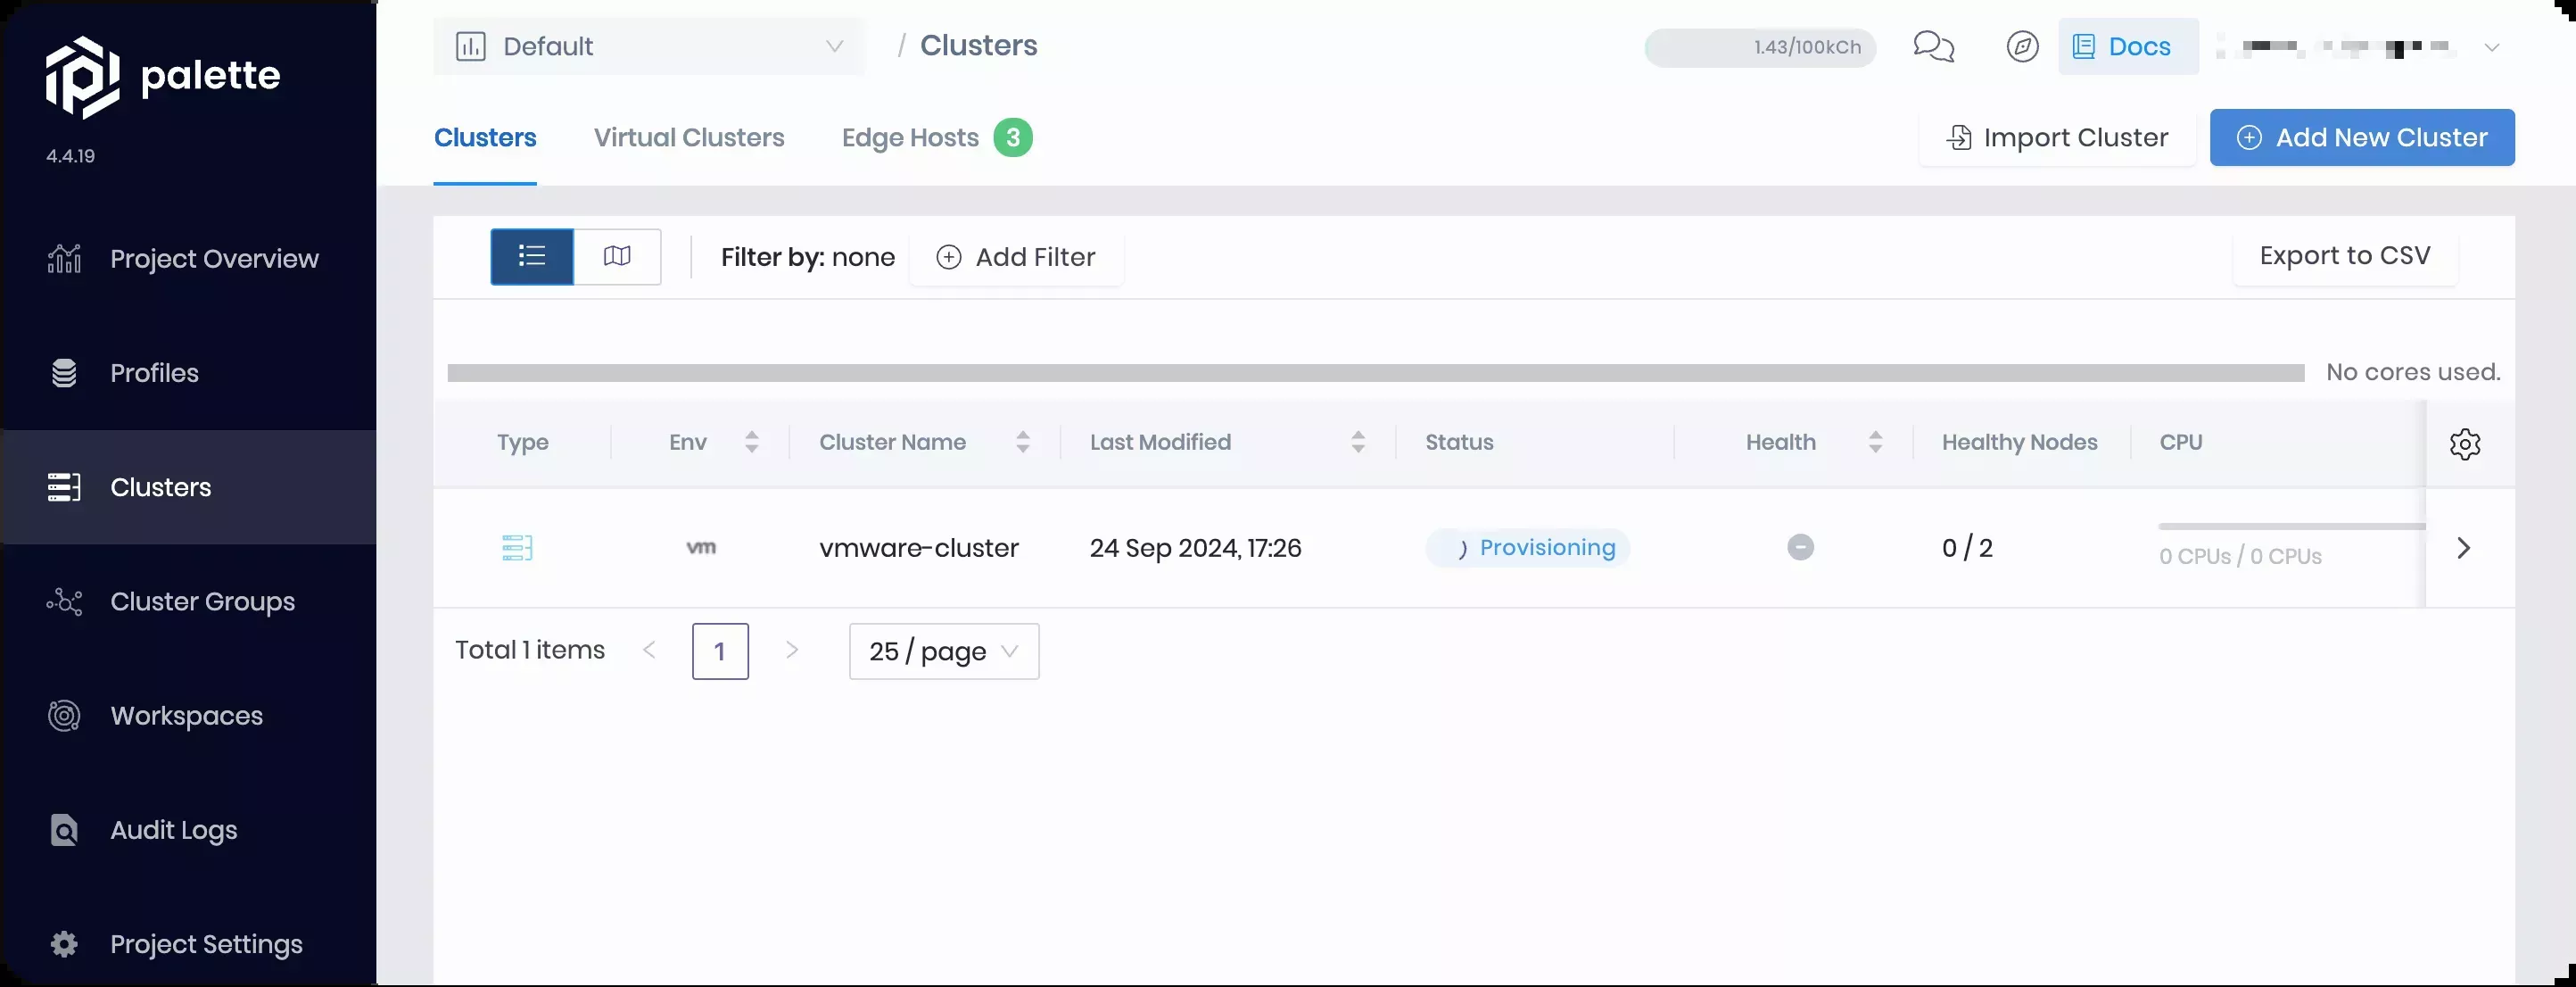 palette
4.4.19
Project Overview
Profiles
Clusters
Cluster Groups
Workspaces
Audit Logs
Project Settings
Default / Clusters
1.43/100kCh
Docs
Clusters Virtual Clusters Edge Hosts 3
Import Cluster Add New Cluster
Filter by: none Add Filter Export to CSV
No cores used.
Type Env Cluster Name Last Modified Status Health Healthy Nodes CPU
vm vmware-cluster 24 Sep 2024, 17:26 Provisioning 0 / 2 0 CPUs / 0 CPUs
Total 1 items < 1 > 25 / page